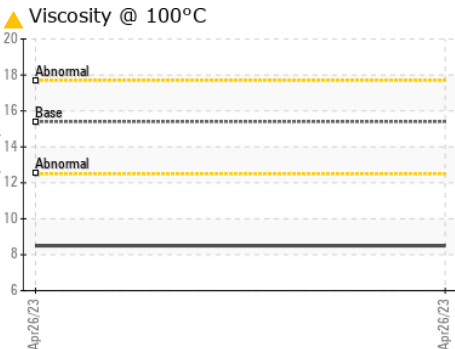 Viscosity @ 100°C
20
18
Abnormal
16
Base
14
Abnormal
12
10
8
6
Apr26/23
Apr26/23